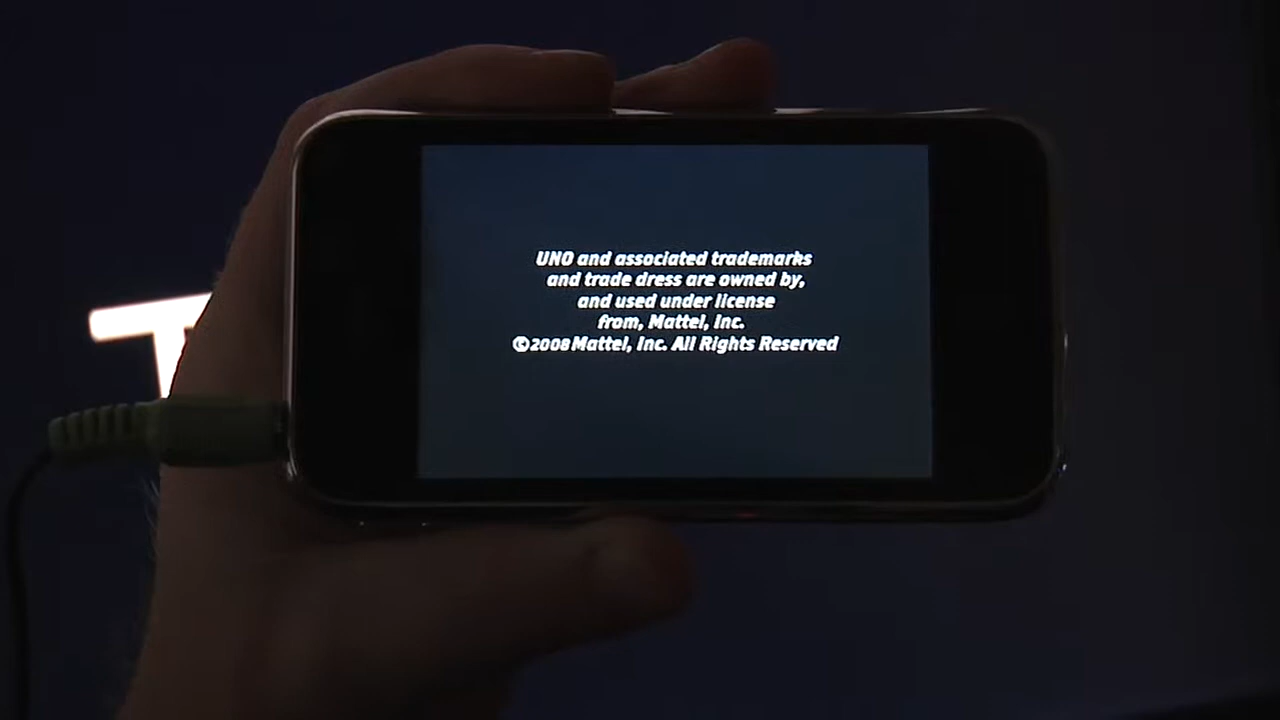 UNO and associated trademarks
and trade dress are owned by,
and used under license
from, Mattel, Inc.
©2008 Mattel, Inc. All Rights Reserved
T